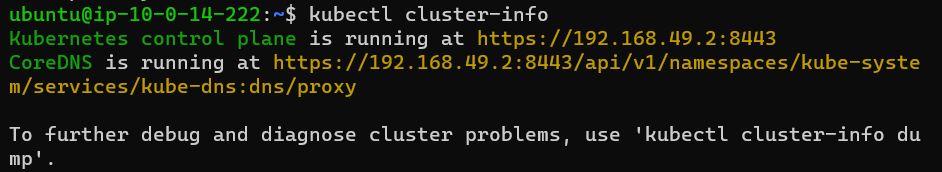 ubuntu@ip-10-0-14-222:~$ kubectl cluster-info
Kubernetes control plane is running at https://192.168.49.2:8443
CoreDNS is running at https://192.168.49.2:8443/api/v1/namespaces/kube-syste
m/services/kube-dns:dns/proxy

To further debug and diagnose cluster problems, use 'kubectl cluster-info du
mp'.